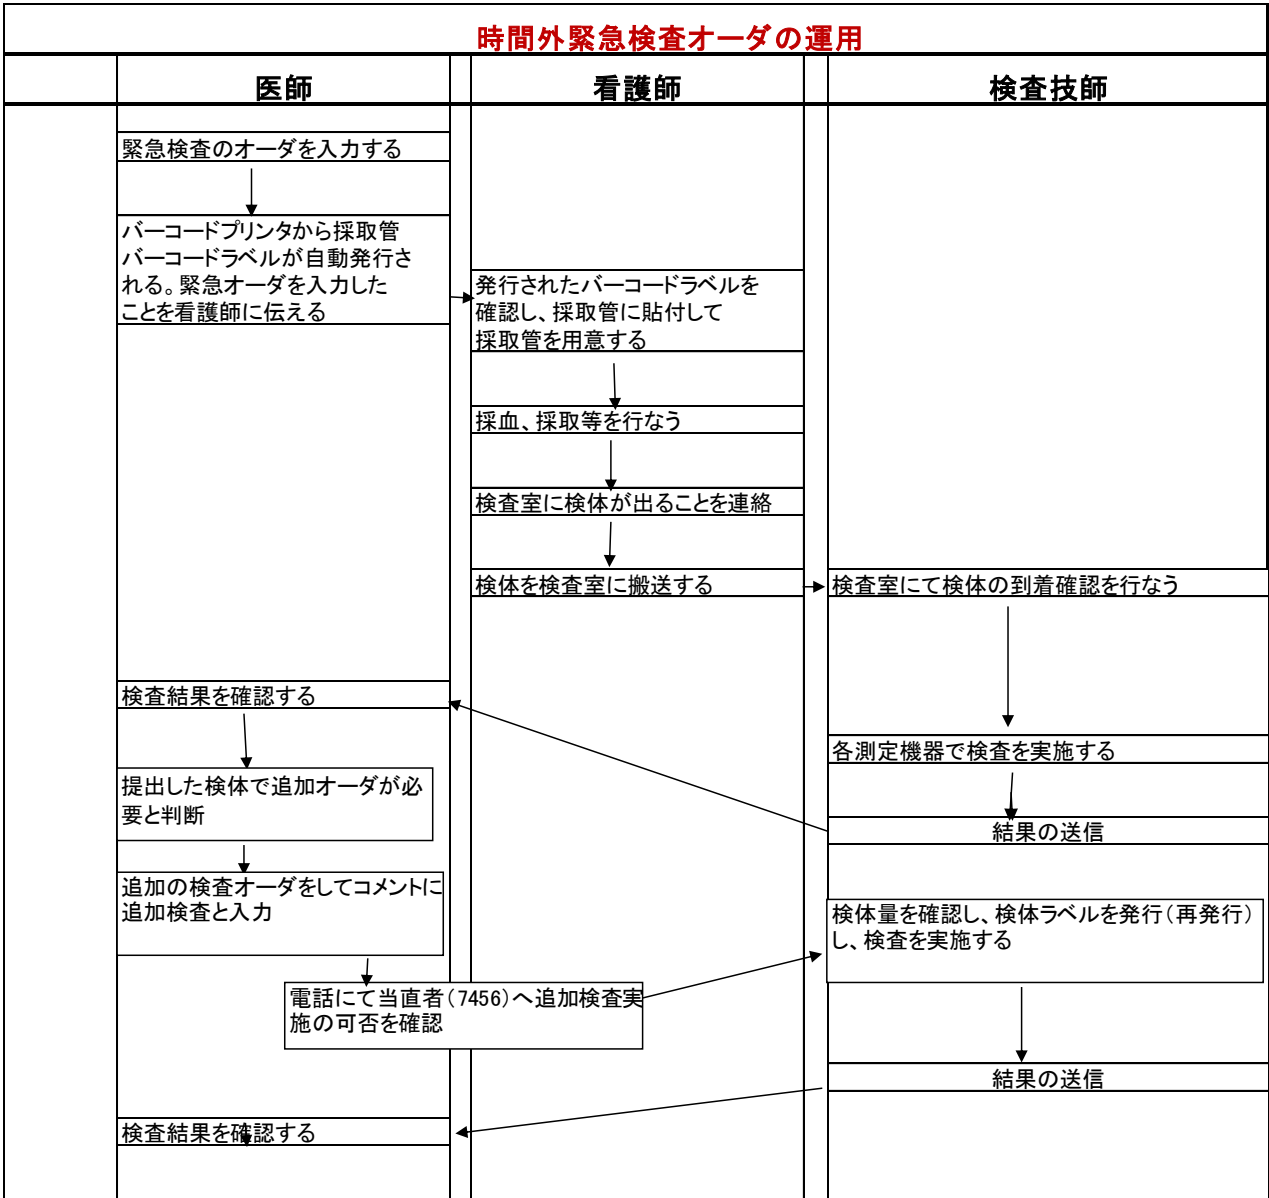 時間外緊急検査オーダの運用
医師
看護師
検査技師
緊急検査のオーダを入力する
バーコードプリンタから採取管
バーコードラベルが自動発行さ
れる。緊急オーダを入力した
ことを看護師に伝える
発行されたバーコードラベルを
確認し、採取管に貼付して
採取管を用意する
採血、採取等を行なう
検査室に検体が出ることを連絡
検体を検査室に搬送する
検査室にて検体の到着確認を行なう
検査結果を確認する
各測定機器で検査を実施する
提出した検体で追加オーダが必
要と判断
結果の送信
追加の検査オーダをしてコメントに
追加検査と入力
検体量を確認し、検体ラベルを発行（再発行）
し、検査を実施する
電話にて当直者（7456）へ追加検査実
施の可否を確認
結果の送信
検査結果を確認する